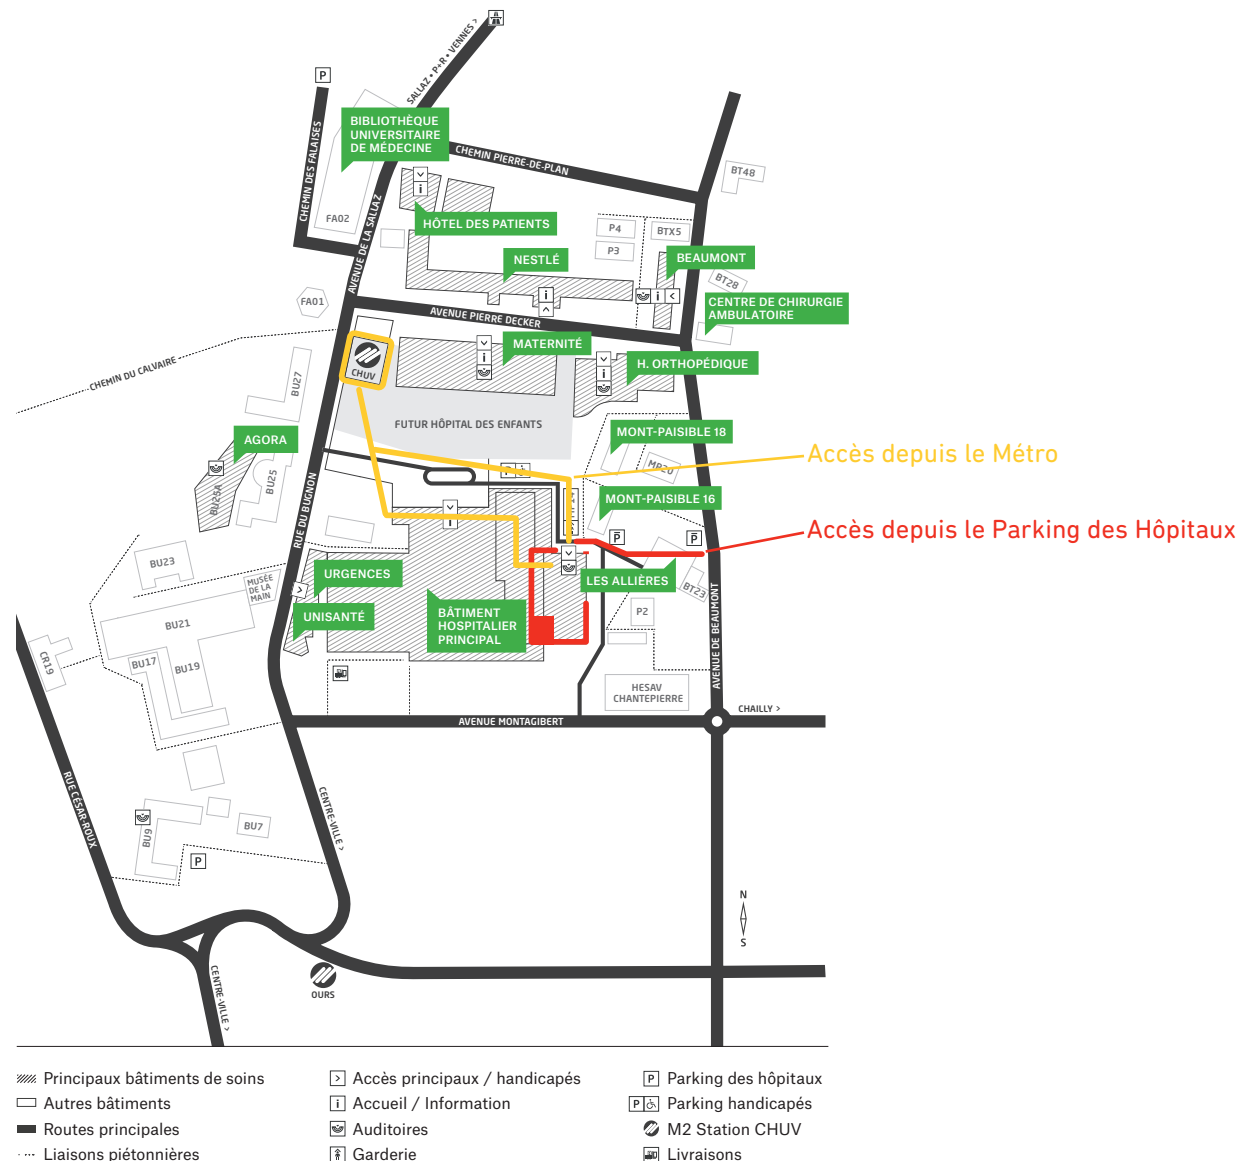 SALLAZ • P+R • VENNES >
P
CHEMIN DES FALAISES
BIBLIOTHÈQUE
UNIVERSITAIRE
DE MÉDECINE
CHEMIN PIERRE-DE-PLAN
BT48
i
FA02
AVENUE DE LA SALLAZ
HÔTEL DES PATIENTS
P4
BTX5
P3
NESTLÉ
BEAUMONT
BT28
i
i
FA01
CENTRE DE CHIRURGIE
AMBULATOIRE
AVENUE PIERRE DECKER
MATERNITÉ
i
H. ORTHOPÉDIQUE
i
CHUV
CHEMIN DU CALVAIRE
BU27
FUTUR HÔPITAL DES ENFANTS
AGORA
MONT-PAISIBLE 18
Accès depuis le Métro
MP20
P
BU25
BU25A
MONT-PAISIBLE 16
RUE DU BUGNON
i
P
P
Accès depuis le Parking des Hôpitaux
BU23
URGENCES
LES ALLIÈRES
MUSÉE
DE LA
MAIN
BT23
UNISANTÉ
BÂTIMENT
HOSPITALIER
PRINCIPAL
P2
BU21
AVENUE DE BEAUMONT
CR19
BU17
BU19
HESAV
CHANTEPIERRE
AVENUE MONTAGIBERT
CHAILLY >
RUE CÉSAR-ROUX
CENTRE-VILLE >
BU9
BU7
P
N
S
CENTRE-VILLE >
OURS
Principaux bâtiments de soins
Autres bâtiments
Routes principales
Liaisons piétonnières
Accès principaux / handicapés
i Accueil / Information
Auditoires
Garderie
P Parking des hôpitaux
P Parking handicapés
M2 Station CHUV
Livraisons